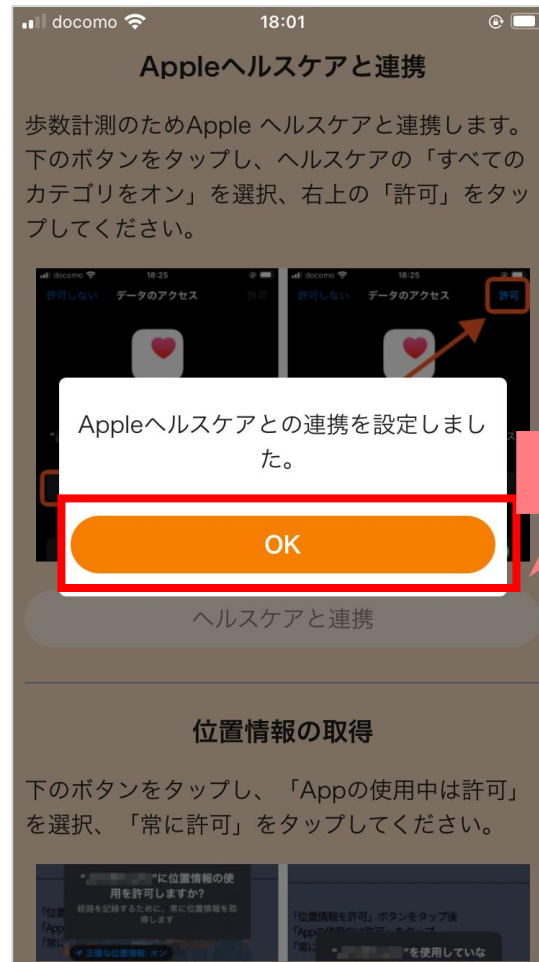 docomo 18:01
Appleヘルスケアと連携
歩数計測のためApple ヘルスケアと連携します。
下のボタンをタップし、ヘルスケアの「すべての
カテゴリをオン」を選択、右上の「許可」をタッ
プしてください。
docomo 18:25
許可しない データのアクセス 許可
docomo 18:25
許可しない データのアクセス 許可
Appleヘルスケアとの連携を設定しまし
た。
OK
ヘルスケアと連携
位置情報の取得
下のボタンをタップし、「Appの使用中は許可」
を選択、「常に許可」をタップしてください。
"に位置情報の使
用を許可しますか?
経路を記録するために、常に位置情報を取
得します
正確な位置情報: オン
「位置情報を許可」ボタンをタップ後
"を使用していな